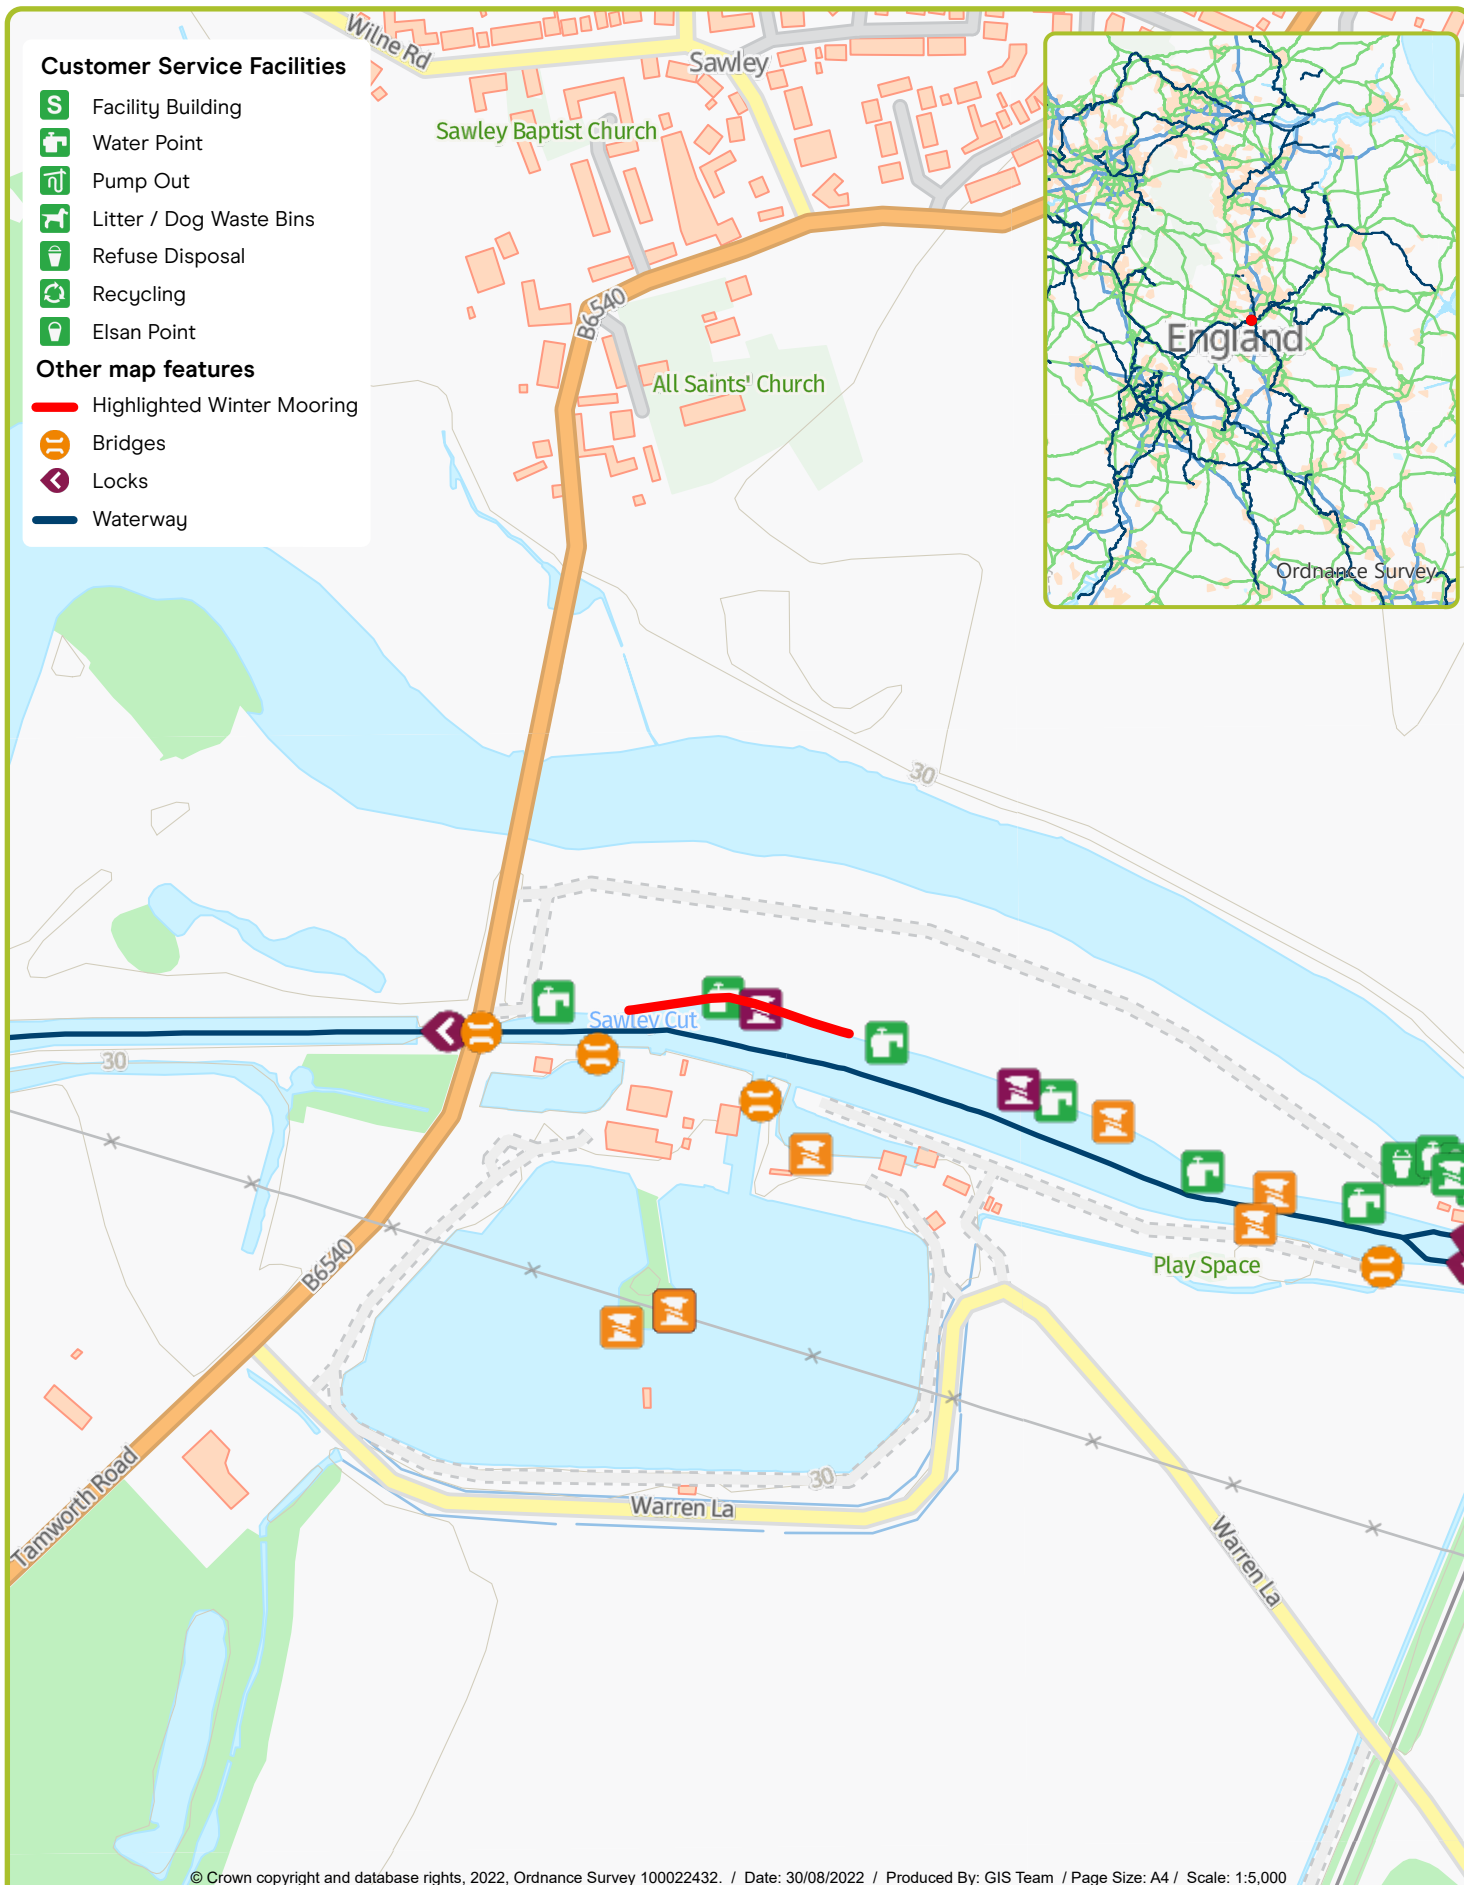 Customer Service Facilities
S Facility Building
Water Point
Pump Out
Litter / Dog Waste Bins
Refuse Disposal
Recycling
Elsan Point
Other map features
Highlighted Winter Mooring
Bridges
Locks
Waterway
Wilne Rd
Sawley
Sawley Baptist Church
B6540
All Saints' Church
England
Ordnance Survey
30
Sawley Cut
30
Play Space
B6540
30
Warren La
Tamworth Road
Warren La
© Crown copyright and database rights, 2022, Ordnance Survey 100022432. / Date: 30/08/2022 / Produced By: GIS Team / Page Size: A4 / Scale: 1:5,000